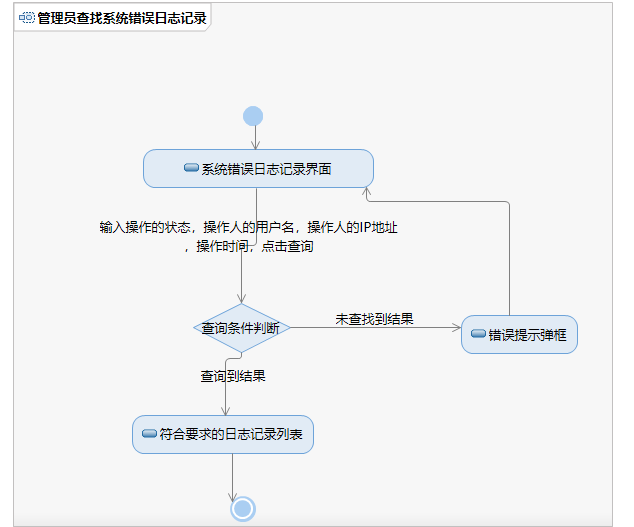 管理员查找系统错误日志记录
系统错误日志记录界面
输入操作的状态，操作人的用户名，操作人的IP地址
，操作时间，点击查询
查询条件判断
未查找到结果
错误提示弹框
查询到结果
符合要求的日志记录列表